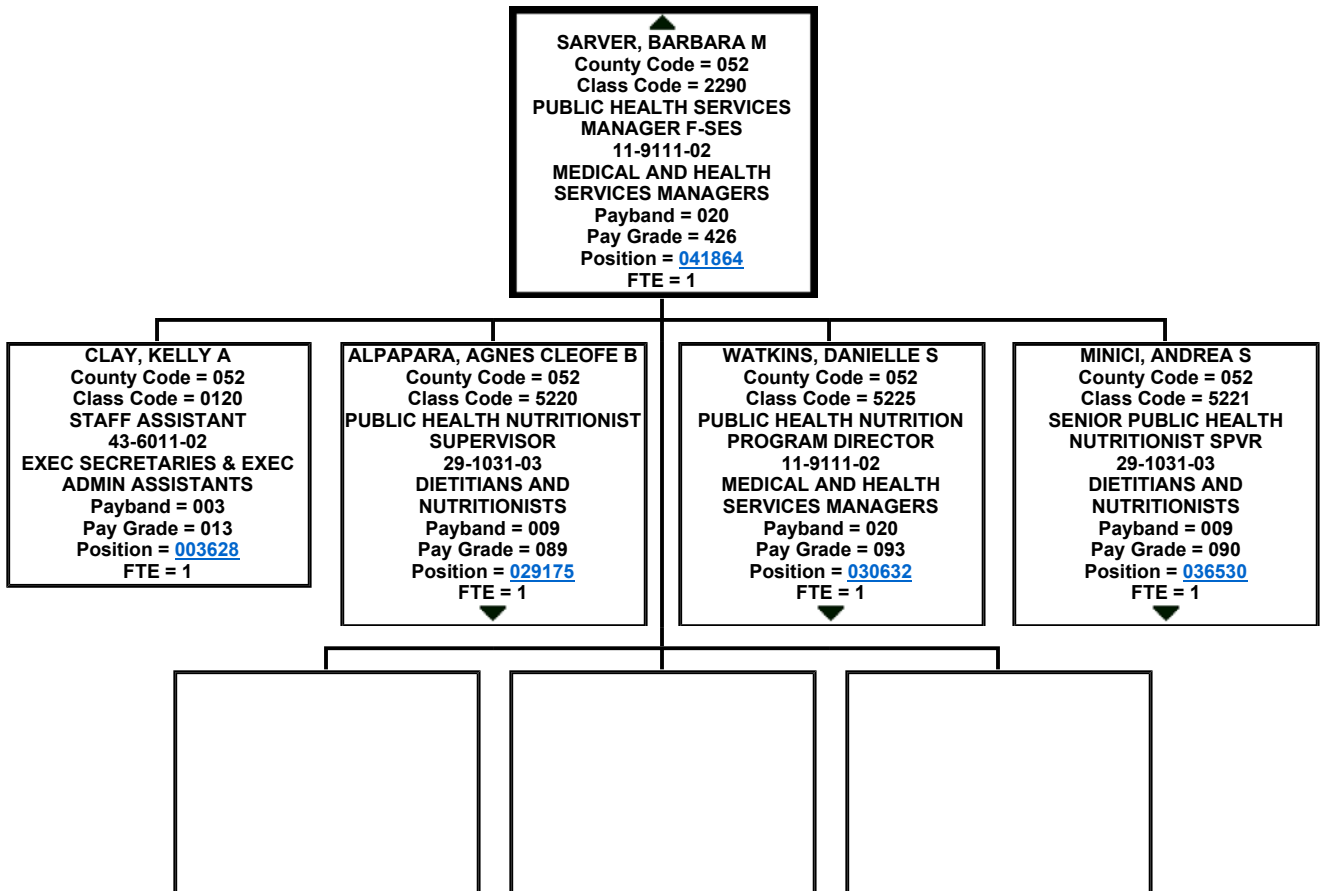 SARVER, BARBARA M
County Code = 052
Class Code = 2290
PUBLIC HEALTH SERVICES
MANAGER F-SES
11-9111-02
MEDICAL AND HEALTH
SERVICES MANAGERS
Payband = 020
Pay Grade = 426
Position = 041864
FTE = 1
CLAY, KELLY A
County Code = 052
Class Code = 0120
STAFF ASSISTANT
43-6011-02
EXEC SECRETARIES & EXEC
ADMIN ASSISTANTS
Payband = 003
Pay Grade = 013
Position = 003628
FTE = 1
ALPAPARA, AGNES CLEOFE B
County Code = 052
Class Code = 5220
PUBLIC HEALTH NUTRITIONIST
SUPERVISOR
29-1031-03
DIETITIANS AND
NUTRITIONISTS
Payband = 009
Pay Grade = 089
Position = 029175
FTE = 1
WATKINS, DANIELLE S
County Code = 052
Class Code = 5225
PUBLIC HEALTH NUTRITION
PROGRAM DIRECTOR
11-9111-02
MEDICAL AND HEALTH
SERVICES MANAGERS
Payband = 020
Pay Grade = 093
Position = 030632
FTE = 1
MINICI, ANDREA S
County Code = 052
Class Code = 5221
SENIOR PUBLIC HEALTH
NUTRITIONIST SPVR
29-1031-03
DIETITIANS AND
NUTRITIONISTS
Payband = 009
Pay Grade = 090
Position = 036530
FTE = 1